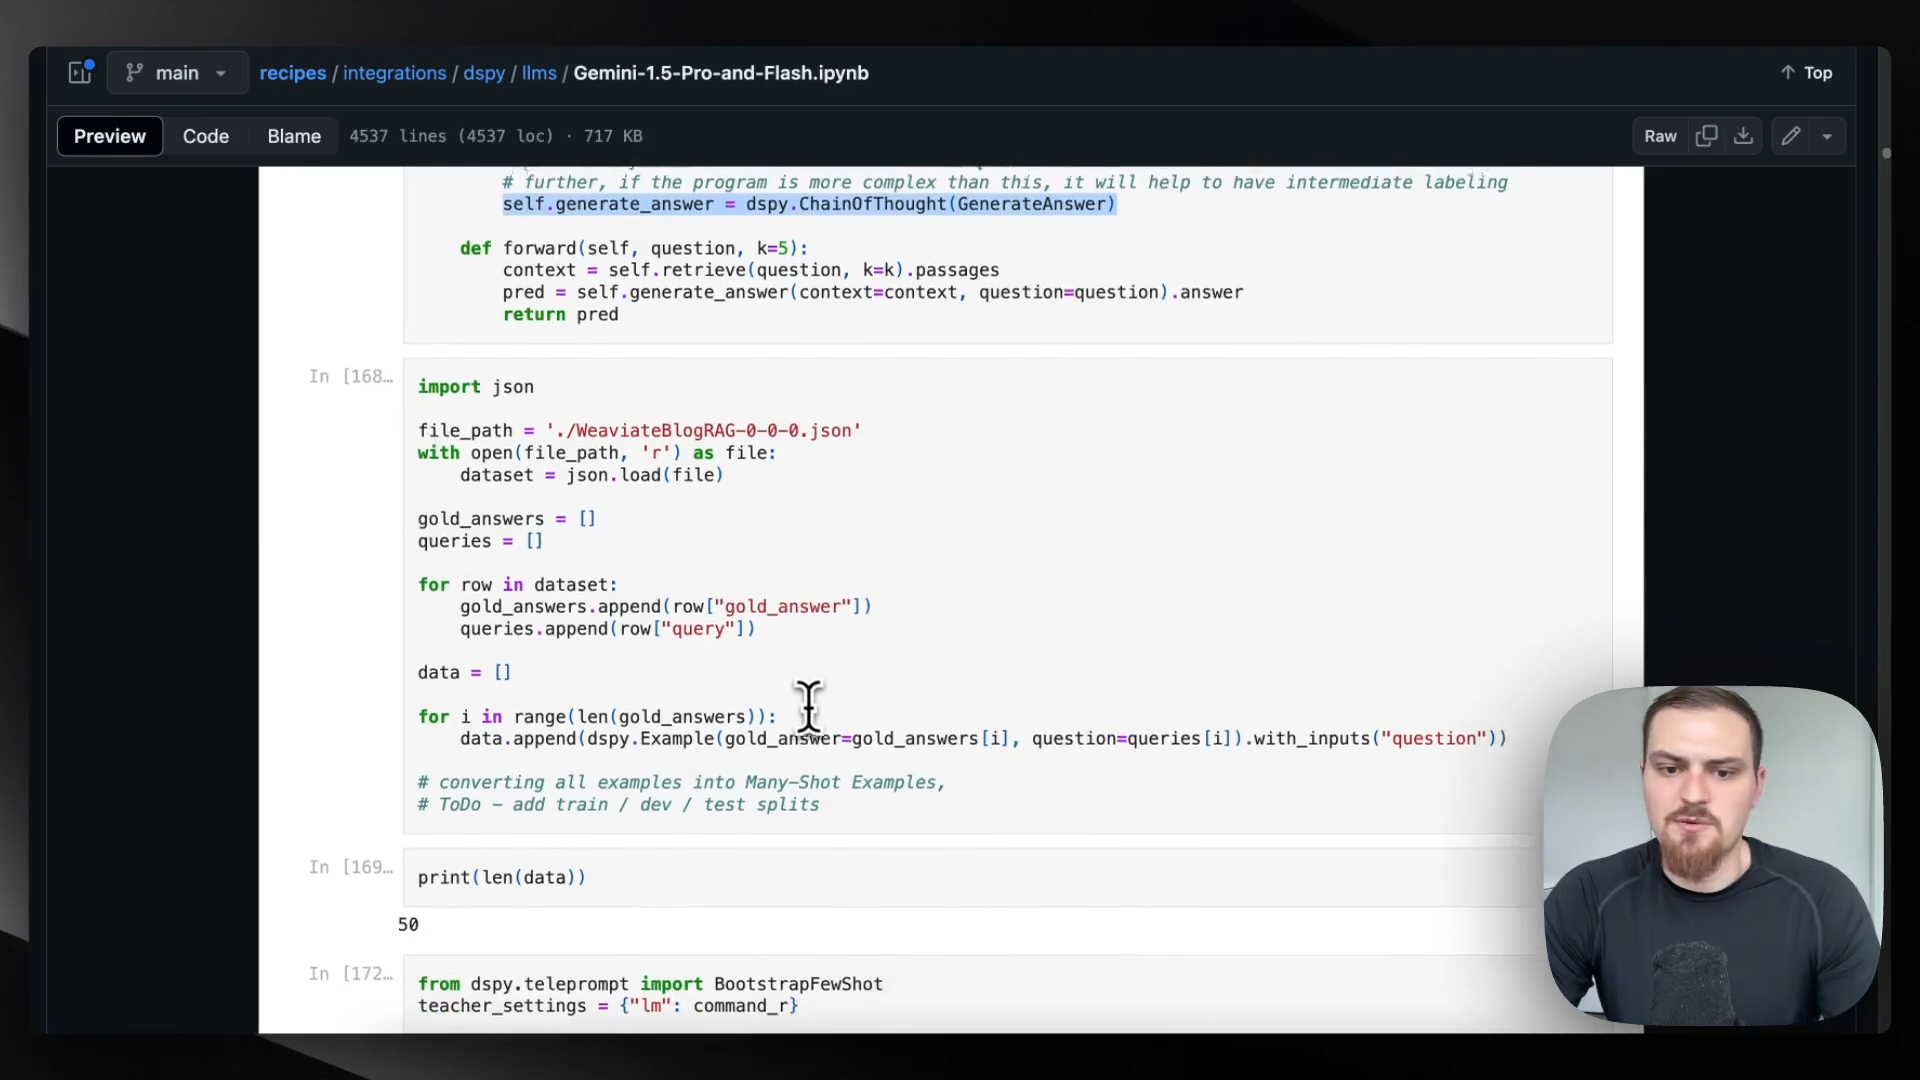 main
recipes / integrations / dspy / llms / Gemini-1.5-Pro-and-Flash.ipynb
Top
Preview
Code
Blame
4537 lines (4537 loc) · 717 KB
Raw
# further, if the program is more complex than this, it will help to have intermediate labeling
self.generate_answer = dspy.ChainOfThought(GenerateAnswer)
def forward(self, question, k=5):
context = self.retrieve(question, k=k).passages
pred = self.generate_answer(context=context, question=question).answer
return pred
In [168…
import json
file_path = './WeaviateBlogRAG-0-0-0.json'
with open(file_path, 'r') as file:
dataset = json.load(file)
gold_answers = []
queries = []
for row in dataset:
gold_answers.append(row["gold_answer"])
queries.append(row["query"])
data = []
for i in range(len(gold_answers)):
data.append(dspy.Example(gold_answer=gold_answers[i], question=queries[i]).with_inputs("question"))
# converting all examples into Many-Shot Examples,
# ToDo - add train / dev / test splits
In [169…
print(len(data))
50
In [172…
from dspy.teleprompt import BootstrapFewShot
teacher_settings = {"lm": command_r}